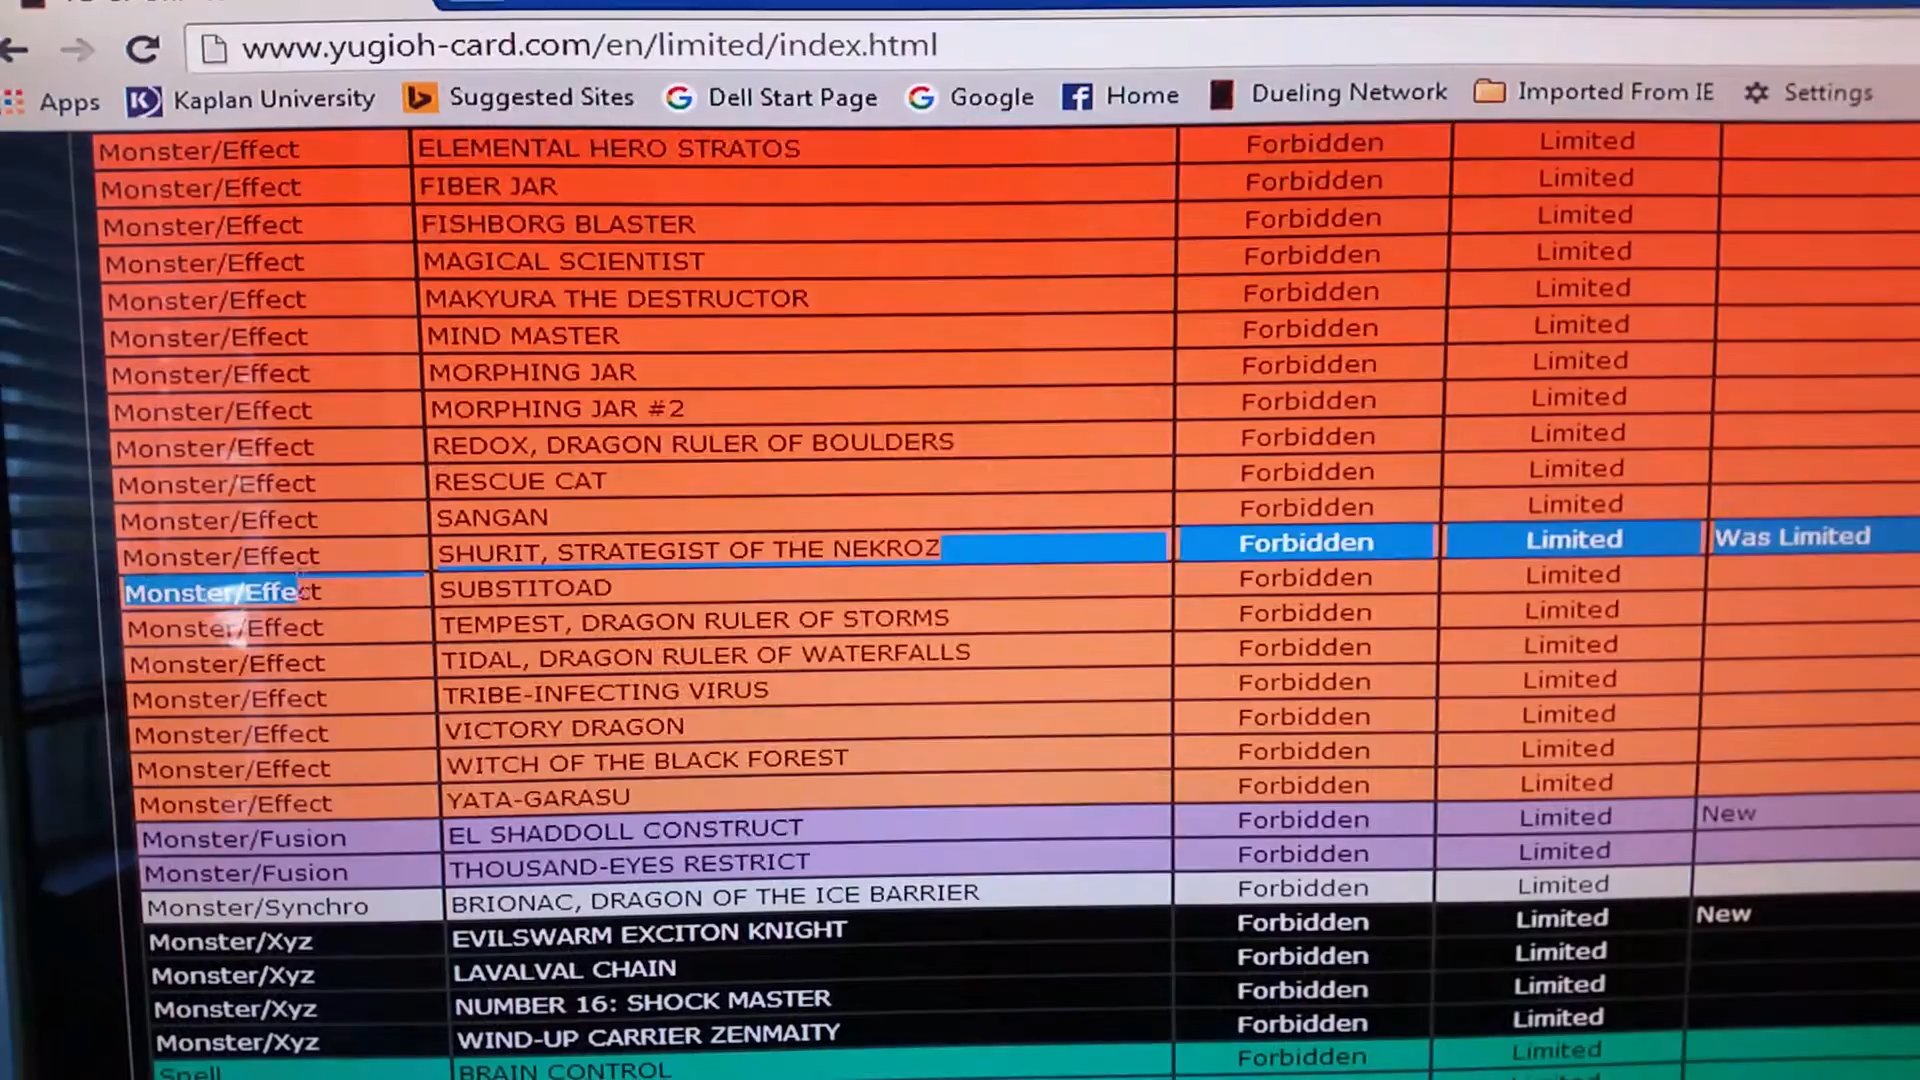 www.yugioh-card.com/en/limited/index.html
Apps Kaplan University Suggested Sites Dell Start Page Google Home Dueling Network Imported From IE Settings
Monster/Effect ELEMENTAL HERO STRATOS Forbidden Limited
Monster/Effect FIBER JAR Forbidden Limited
Monster/Effect FISHBORG BLASTER Forbidden Limited
Monster/Effect MAGICAL SCIENTIST Forbidden Limited
Monster/Effect MAKYURA THE DESTRUCTOR Forbidden Limited
Monster/Effect MIND MASTER Forbidden Limited
Monster/Effect MORPHING JAR Forbidden Limited
Monster/Effect MORPHING JAR #2 Forbidden Limited
Monster/Effect REDOX, DRAGON RULER OF BOULDERS Forbidden Limited
Monster/Effect RESCUE CAT Forbidden Limited
Monster/Effect SANGAN Forbidden Limited
Monster/Effect SHURIT, STRATEGIST OF THE NEKROZ Forbidden Limited Was Limited
Monster/Effect SUBSTITOAD Forbidden Limited
Monster/Effect TEMPEST, DRAGON RULER OF STORMS Forbidden Limited
Monster/Effect TIDAL, DRAGON RULER OF WATERFALLS Forbidden Limited
Monster/Effect TRIBE-INFECTING VIRUS Forbidden Limited
Monster/Effect VICTORY DRAGON Forbidden Limited
Monster/Effect WITCH OF THE BLACK FOREST Forbidden Limited
Monster/Effect YATA-GARASU Forbidden Limited
Monster/Fusion EL SHADDOLL CONSTRUCT Forbidden Limited New
Monster/Fusion THOUSAND-EYES RESTRICT Forbidden Limited
Monster/Synchro BRIONAC, DRAGON OF THE ICE BARRIER Forbidden Limited
Monster/Xyz EVILSWARM EXCITON KNIGHT Forbidden Limited New
Monster/Xyz LAVALVAL CHAIN Forbidden Limited
Monster/Xyz NUMBER 16: SHOCK MASTER Forbidden Limited
Monster/Xyz WIND-UP CARRIER ZENMAITY Forbidden Limited
Spell BRAIN CONTROL Forbidden Limited